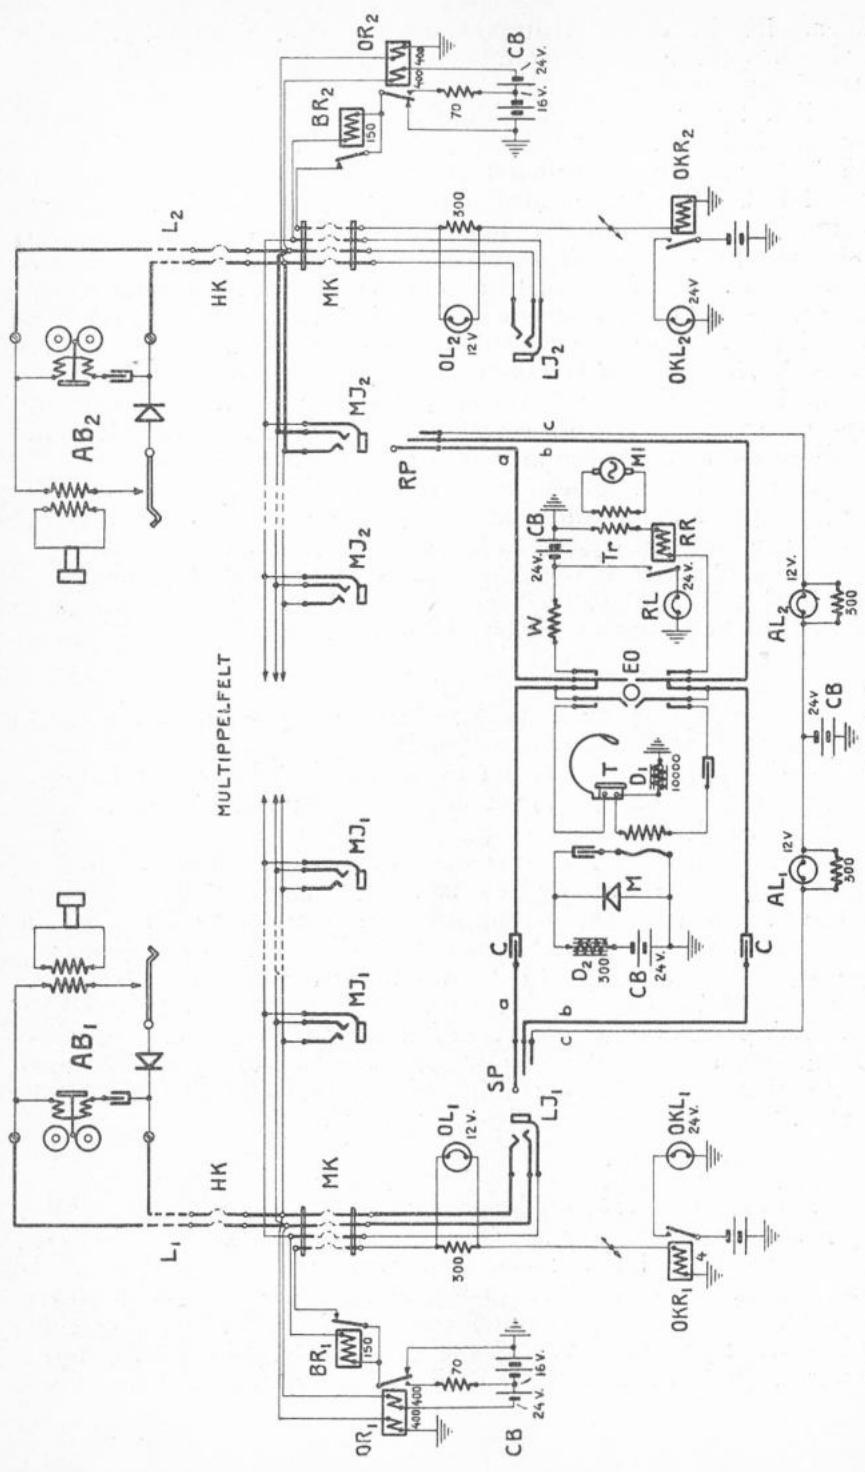 OR2
CB
24V.
400 400
BR2
150
70
16V.
L2
HK
MK
AB2
300
OKR2
OL2
12V.
LJ2
OKL2
24V
MJ2
MJ2
MULTIPPELFELT
MJ1
MJ1
RP
a
b
c
CB
24V.
MI
Tr
RR
W
RL
24V.
EO
AL2
12V.
300
T
D1
10000
24V
CB
M
D2
300
CB
24V.
C
C
AL1
12V
300
SP
a
b
c
LJ1
AB1
L1
HK
MK
OL1
12V.
300
OKL1
24V.
OKR1
4
BR1
150
OR1
400 400
70
CB
24V.
16V.